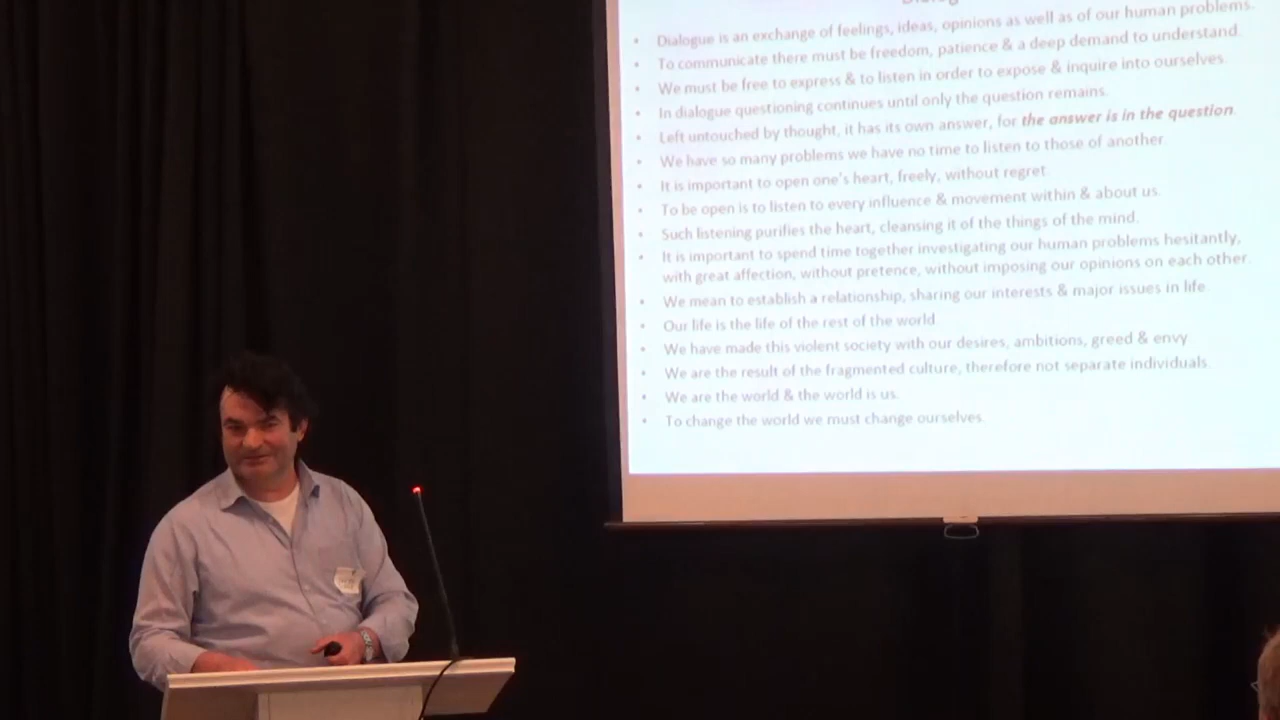 • Dialogue is an exchange of feelings, ideas, opinions as well as of our human problems.
• To communicate there must be freedom, patience & a deep demand to understand.
• We must be free to express & to listen in order to expose & inquire into ourselves.
• In dialogue questioning continues until only the question remains.
• Left untouched by thought, it has its own answer, for the answer is in the question.
• We have so many problems we have no time to listen to those of another.
• It is important to open one's heart, freely, without regret.
• To be open is to listen to every influence & movement within & about us.
• Such listening purifies the heart, cleansing it of the things of the mind.
• It is important to spend time together investigating our human problems hesitantly,
with great affection, without pretence, without imposing our opinions on each other.
• We mean to establish a relationship, sharing our interests & major issues in life.
• Our life is the life of the rest of the world
• We have made this violent society with our desires, ambitions, greed & envy
• We are the result of the fragmented culture, therefore not separate individuals.
• We are the world & the world is us.
• To change the world we must change ourselves.